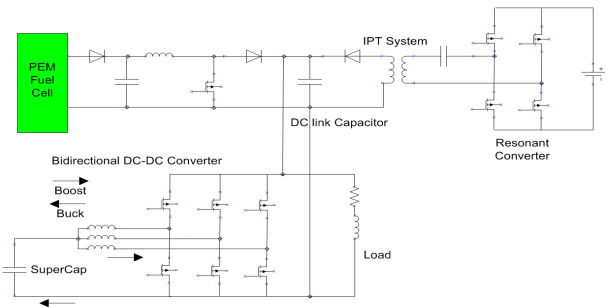 PEM
Fuel
Cell
IPT System
DC link Capacitor
Resonant
Converter
+
-
Bidirectional DC-DC Converter
Boost
Buck
SuperCap
Load